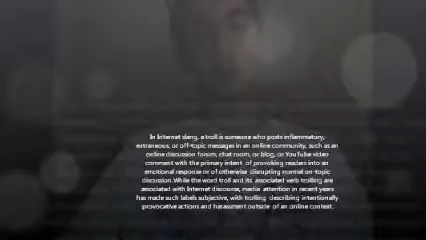 In Internet slang, a troll is someone who posts inflammatory,
extraneous, or off-topic messages in an online community, such as an
online discussion forum, chat room, or blog, or YouTube video
comment with the primary intent of provoking readers into an
emotional response or of otherwise disrupting normal on-topic
discussion.While the word troll and its associated verb trolling are
associated with Internet discourse, media attention in recent years
has made such labels subjective, with trolling describing intentionally
provocative actions and harassment outside of an online context.